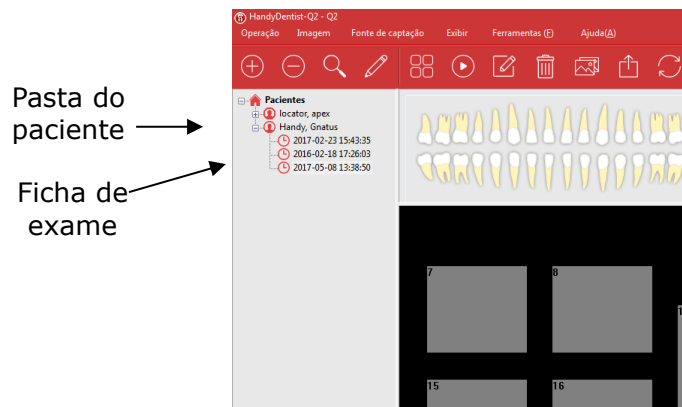 HandyDentist-Q2 - Q2
Operação Imagem Fonte de captação Exibir Ferramentas (F) Ajuda(A)
Pasta do
paciente
Ficha de
exame
Pacientes
locator, apex
Handy, Gnatus
2017-02-23 15:43:35
2016-02-18 17:26:03
2017-05-08 13:38:50
7 8
15 16